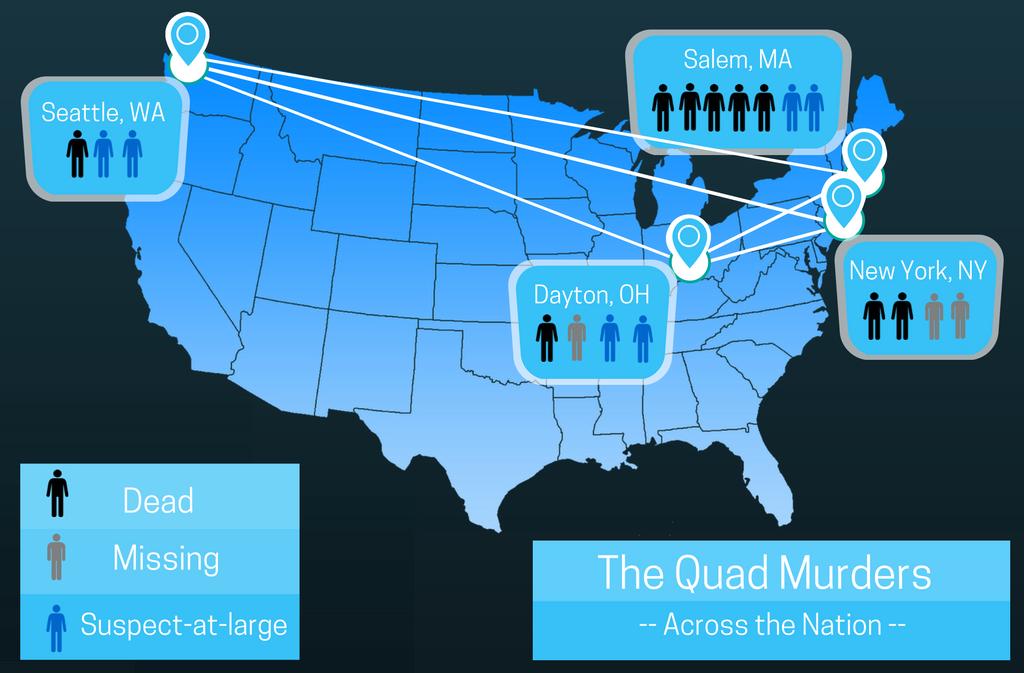 Salem, MA
Seattle, WA
New York, NY
Dayton, OH
Dead
Missing
Suspect-at-large
The Quad Murders
-- Across the Nation --